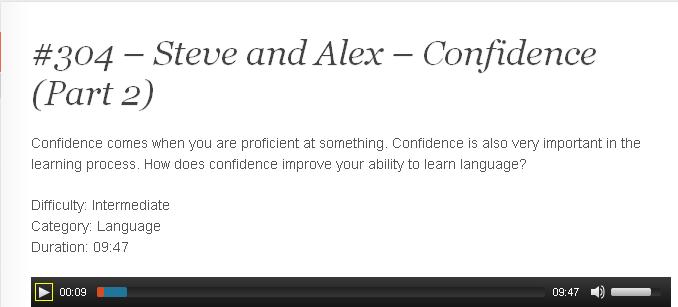 #304 – Steve and Alex – Confidence
(Part 2)
Confidence comes when you are proficient at something. Confidence is also very important in the
learning process. How does confidence improve your ability to learn language?
Difficulty: Intermediate
Category: Language
Duration: 09:47
00:09 09:47